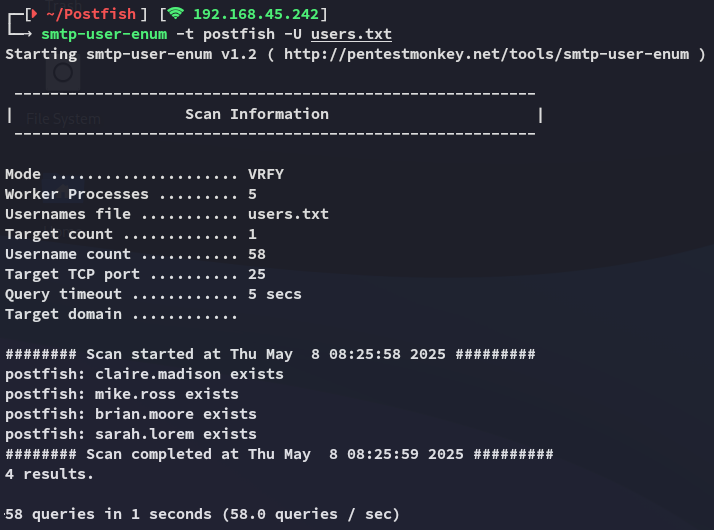 [ ~/Postfish ] [ 192.168.45.242]
→ smtp-user-enum -t postfish -U users.txt
Starting smtp-user-enum v1.2 ( http://pentestmonkey.net/tools/smtp-user-enum )
----------------------------------------------------------
| Scan Information |
----------------------------------------------------------
Mode ..................... VRFY
Worker Processes ......... 5
Usernames file ........... users.txt
Target count ............. 1
Username count ........... 58
Target TCP port .......... 25
Query timeout ............ 5 secs
Target domain ............
######## Scan started at Thu May  8 08:25:58 2025 #########
postfish: claire.madison exists
postfish: mike.ross exists
postfish: brian.moore exists
postfish: sarah.lorem exists
######## Scan completed at Thu May  8 08:25:59 2025 #########
4 results.
58 queries in 1 seconds (58.0 queries / sec)
File System